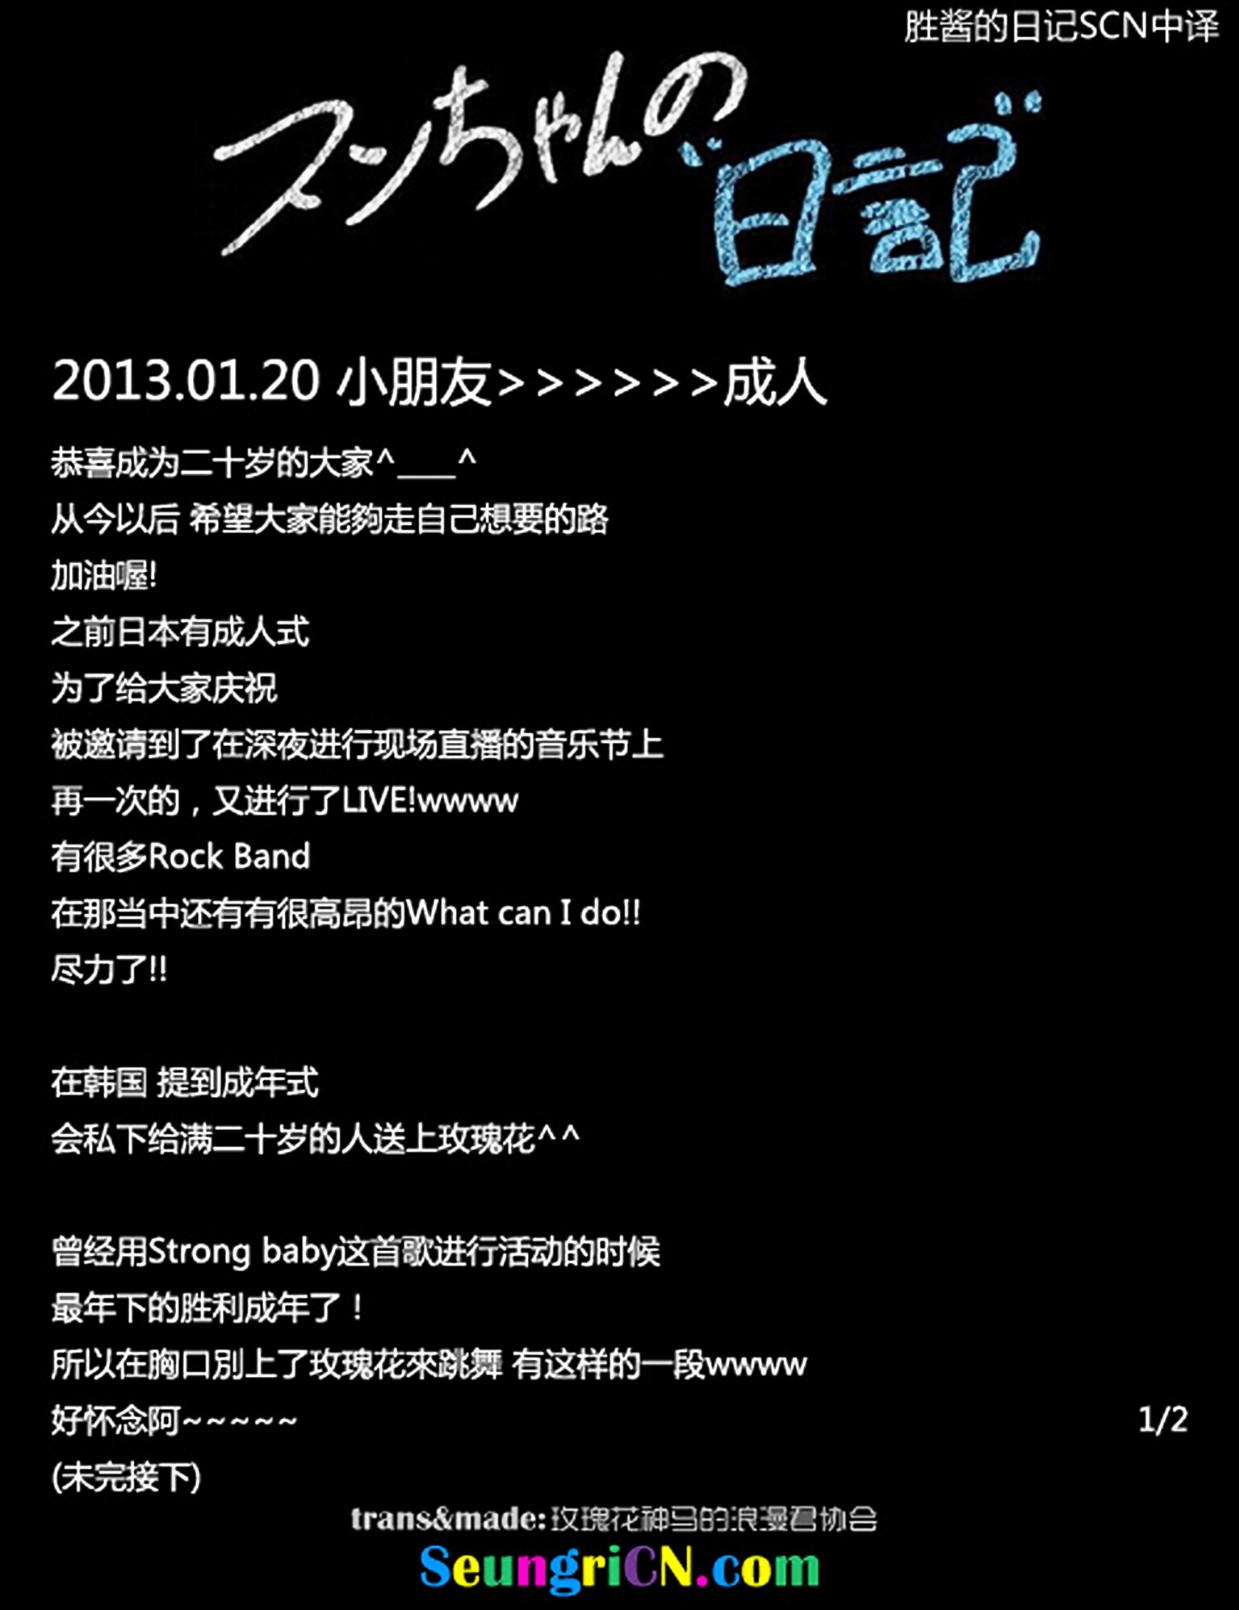 胜酱的日记SCN中译
スンちゃんの
"日記"
2013.01.20 小朋友>>>>>>成人
恭喜成为二十岁的大家^____^
从今以后 希望大家能夠走自己想要的路
加油喔!
之前日本有成人式
为了给大家庆祝
被邀请到了在深夜进行现场直播的音乐节上
再一次的，又进行了LIVE!wwww
有很多Rock Band
在那当中还有有很高昂的What can I do!!
尽力了!!
在韩国 提到成年式
会私下给满二十岁的人送上玫瑰花^^
曾经用Strong baby这首歌进行活动的时候
最年下的胜利成年了！
所以在胸口別上了玫瑰花來跳舞 有这样的一段wwww
好怀念阿~~~~~
1/2
(未完接下)
trans&made:玫瑰花神马的浪漫君协会
SeungriCN.com